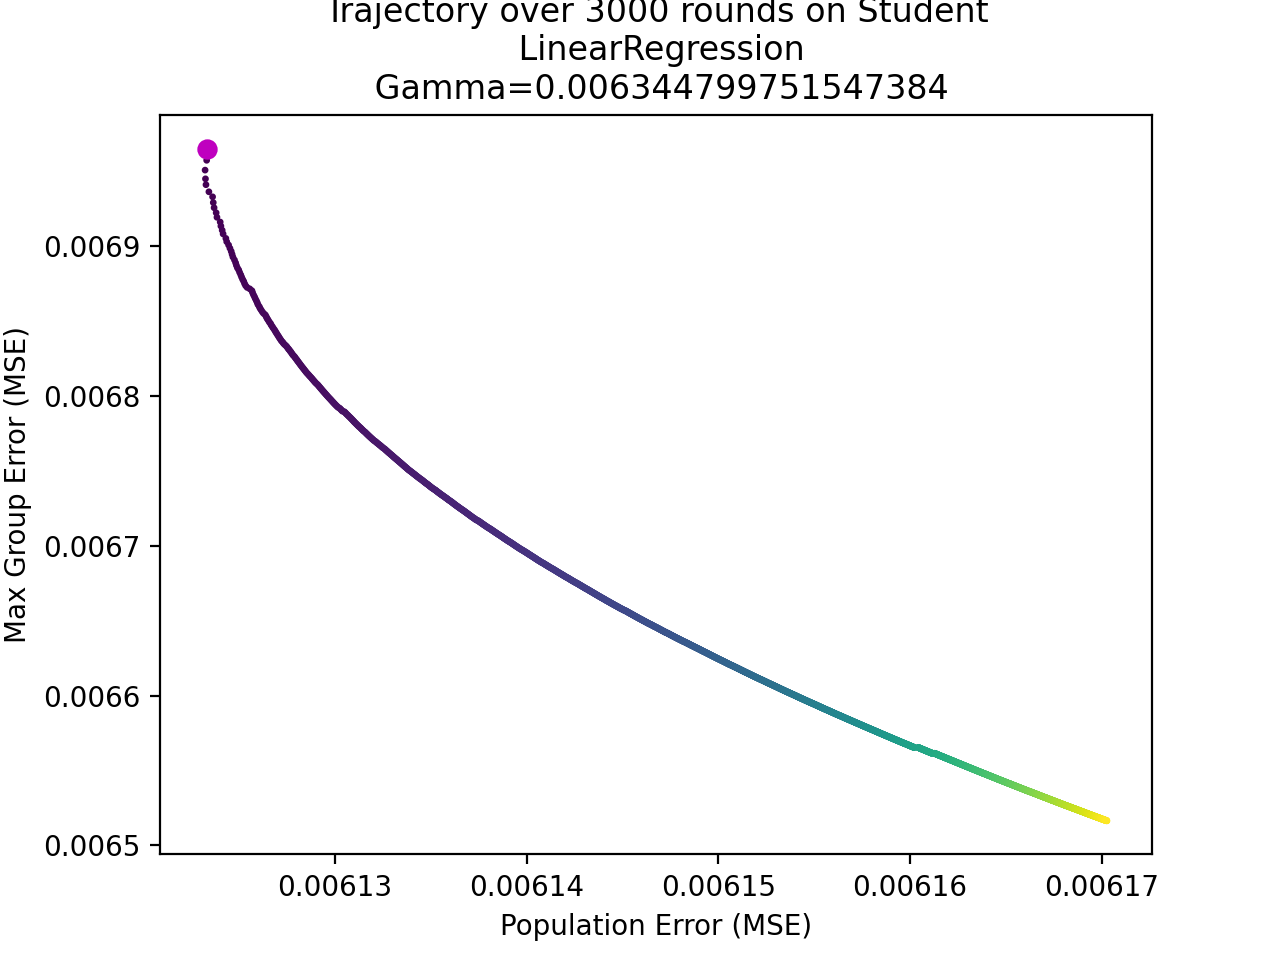 Trajectory over 3000 rounds on Student
LinearRegression
Gamma=0.006344799751547384
Max Group Error (MSE)
0.0069
0.0068
0.0067
0.0066
0.0065
0.00613 0.00614 0.00615 0.00616 0.00617
Population Error (MSE)